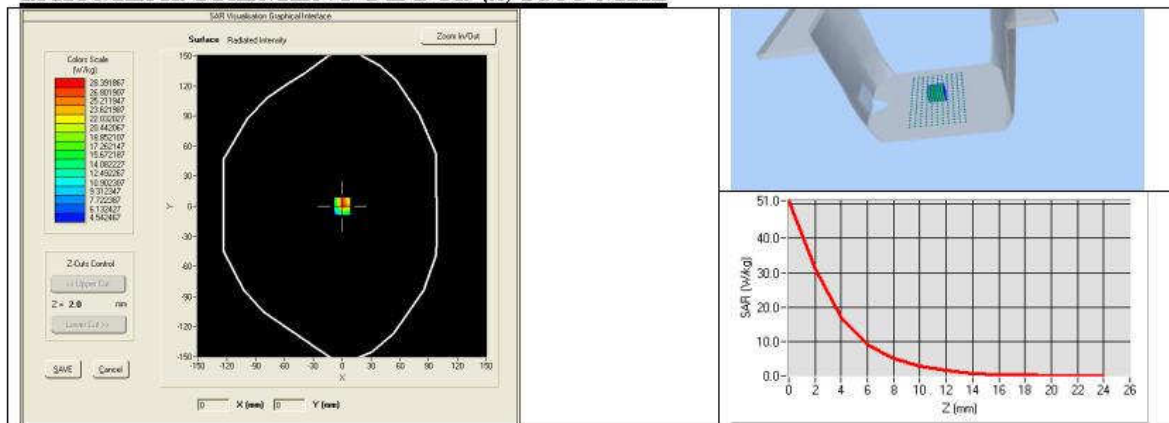 SAR Visualisation Graphical Interface
Surface Radiated Intensity
Zoom In/Out
Colors Scale
(W/kg)
28.391867
26.801907
25.211947
23.621987
22.032027
20.442067
18.852107
17.262147
15.672187
14.082227
12.492267
10.902307
9.312347
7.722387
6.132427
4.542467
Z-Cuts Control
<< Upper Cut
Z = 2.0 mm
Lower Cut >>
SAVE Cancel
150
120
90
60
30
0
-30
-60
-90
-120
-150
Y
-150 -120 -90 -60 -30 0 30 60 90 120 150
X
0 X (mm) 0 Y (mm)
51.0
40.0
30.0
20.0
10.0
0.0
SAR (W/kg)
0 2 4 6 8 10 12 14 16 18 20 22 24 26
Z (mm)